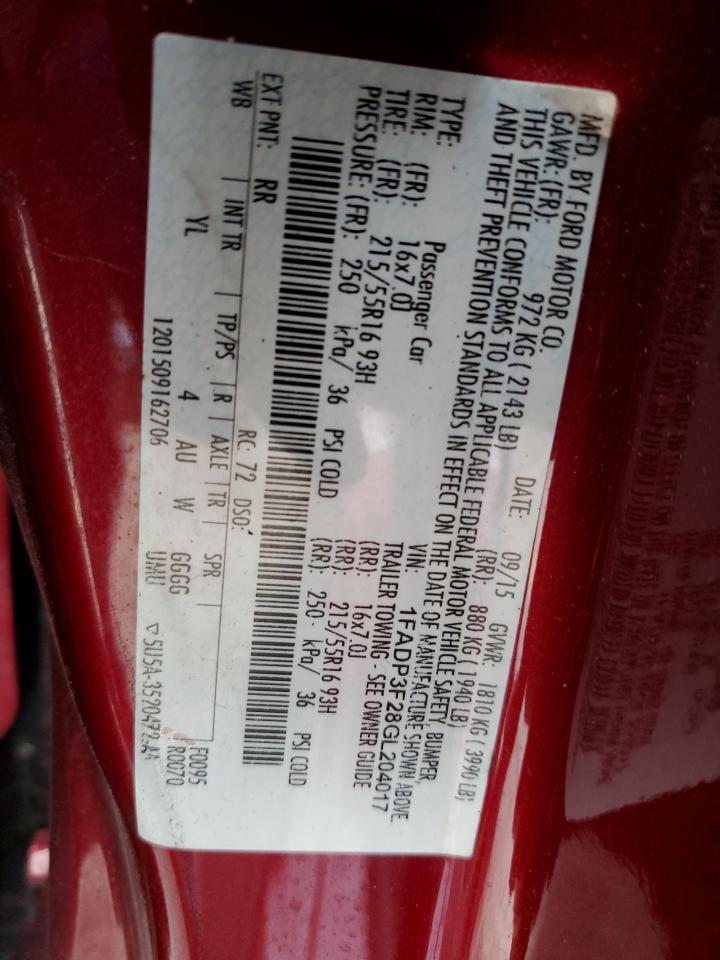 MFD. BY FORD MOTOR CO.
DATE: 09/15 GVWR: 1810 KG ( 3990 LB)
GAWR: (FR): 972 KG ( 2143 LB) (RR): 880 KG ( 1940 LB)
THIS VEHICLE CONFORMS TO ALL APPLICABLE FEDERAL MOTOR VEHICLE SAFETY, BUMPER,
AND THEFT PREVENTION STANDARDS IN EFFECT ON THE DATE OF MANUFACTURE SHOWN ABOVE.
VIN: 1FADP3F28GL204017
TYPE: Passenger Car TRAILER TOWING - SEE OWNER GUIDE
RIM: (FR): 16x7.0J (RR): 16x7.0J
TIRE: (FR): 215/55R16 93H (RR): 215/55R16 93H
PRESSURE: (FR): 250 kPa/ 36 PSI COLD (RR): 250 kPa/ 36 PSI COLD
EXT PNT: RR RC: 72 DSO: F0095
WB | INT TR | TP/PS | R | AXLE | TR | SPR R0070
YL 4 AU W GGGG
1201509162706 UMU ▽5U5A-3520472-AA